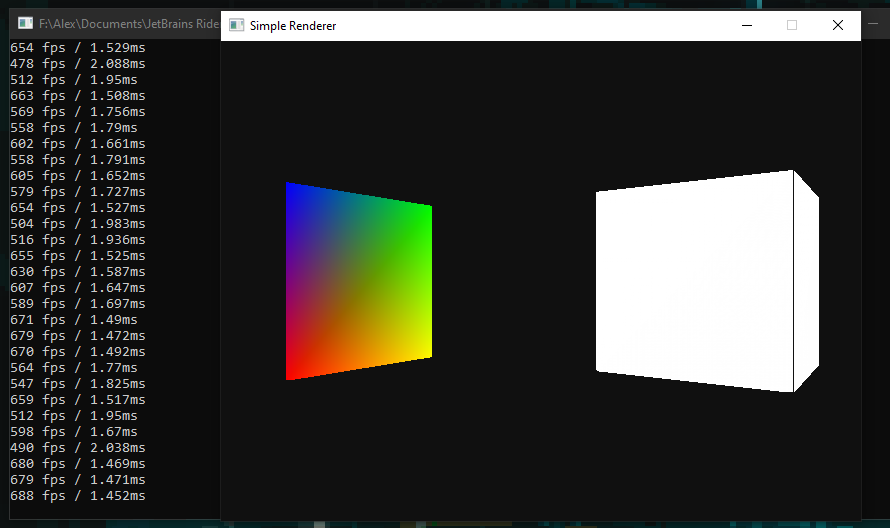 F:\Alex\Documents\JetBrains Rider
Simple Renderer
654 fps / 1.529ms
478 fps / 2.088ms
512 fps / 1.95ms
663 fps / 1.508ms
569 fps / 1.756ms
558 fps / 1.79ms
602 fps / 1.661ms
558 fps / 1.791ms
605 fps / 1.652ms
579 fps / 1.727ms
654 fps / 1.527ms
504 fps / 1.983ms
516 fps / 1.936ms
655 fps / 1.525ms
630 fps / 1.587ms
607 fps / 1.647ms
589 fps / 1.697ms
671 fps / 1.49ms
679 fps / 1.472ms
670 fps / 1.492ms
564 fps / 1.77ms
547 fps / 1.825ms
659 fps / 1.517ms
512 fps / 1.95ms
598 fps / 1.67ms
490 fps / 2.038ms
680 fps / 1.469ms
679 fps / 1.471ms
688 fps / 1.452ms